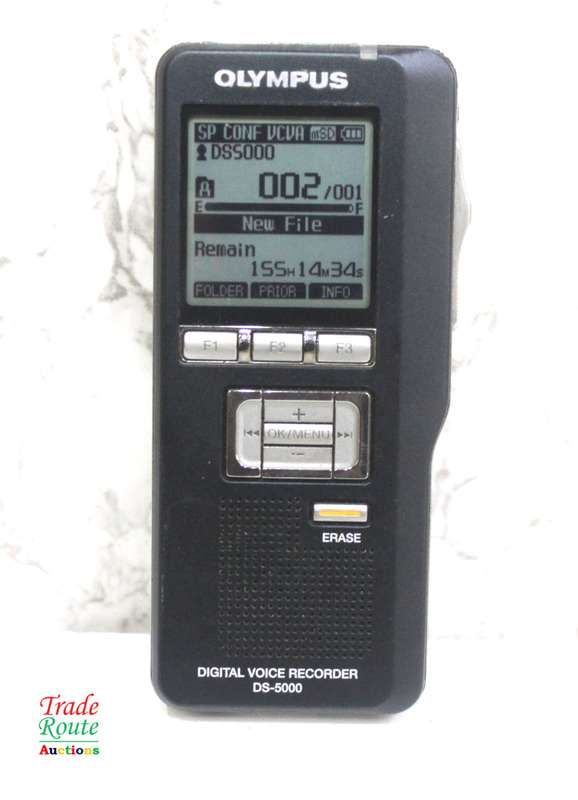 OLYMPUS
SP CONF VCVA mSD
DS5000
A 002/001
E F
New File
Remain
155H14M34s
FOLDER PRIOR INFO
F1 F2 F3
+
OK/MENU
-
ERASE
DIGITAL VOICE RECORDER
DS-5000
Trade
Route
Auctions